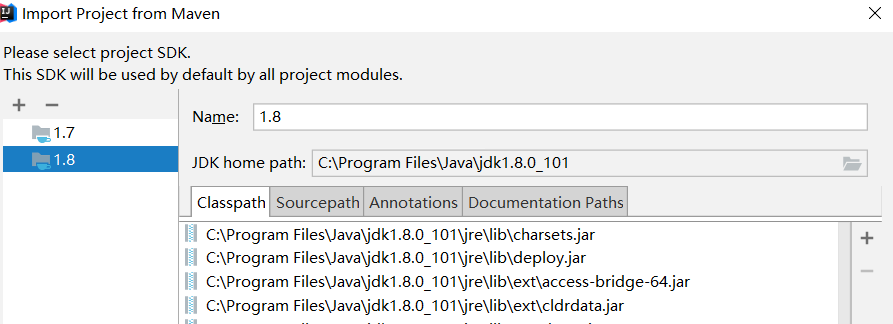 Import Project from Maven
Please select project SDK.
This SDK will be used by default by all project modules.
1.7
1.8
Name: 1.8
JDK home path: C:\Program Files\Java\jdk1.8.0_101
Classpath Sourcepath Annotations Documentation Paths
C:\Program Files\Java\jdk1.8.0_101\jre\lib\charsets.jar
C:\Program Files\Java\jdk1.8.0_101\jre\lib\deploy.jar
C:\Program Files\Java\jdk1.8.0_101\jre\lib\ext\access-bridge-64.jar
C:\Program Files\Java\jdk1.8.0_101\jre\lib\ext\cldrdata.jar